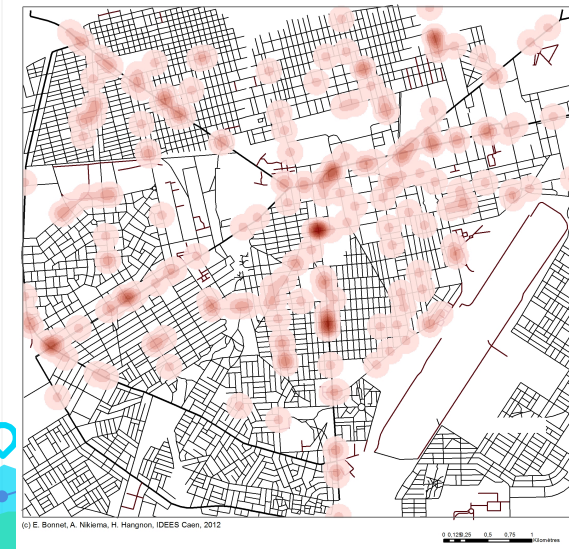 (c) E. Bonnet, A. Nikiema, H. Hangnon, IDEES Caen, 2012
0 0,125 0,25 0,5 0,75 1
Kilomètres